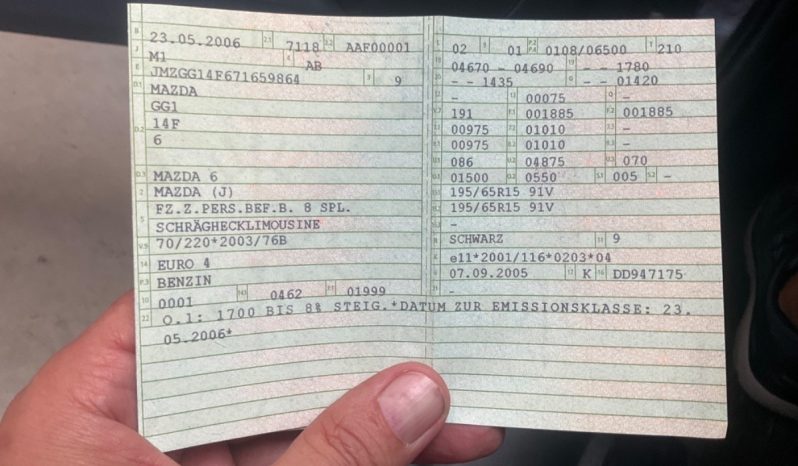 23.05.2006 7118 AAF00001
M1 AB
JMZGG14F671659864 9
MAZDA
GG1
14F
6
MAZDA 6
MAZDA (J)
FZ.Z.PERS.BEF.B. 8 SPL.
SCHRÄGHECKLIMOUSINE
70/220*2003/76B
EURO 4
BENZIN
0001 0462 01999
O.1: 1700 BIS 8% STEIG.*DATUM ZUR EMISSIONSKLASSE: 23.
05.2006*
02 01 0108/06500 210
04670 - 04690 - - 1780
- - 1435 - - 01420
- 00075 -
191 001885 001885
00975 01010 -
00975 01010 -
086 04875 070
01500 0550 005 -
195/65R15 91V
195/65R15 91V
-
SCHWARZ 9
e11*2001/116*0203*04
07.09.2005 K DD947175
-